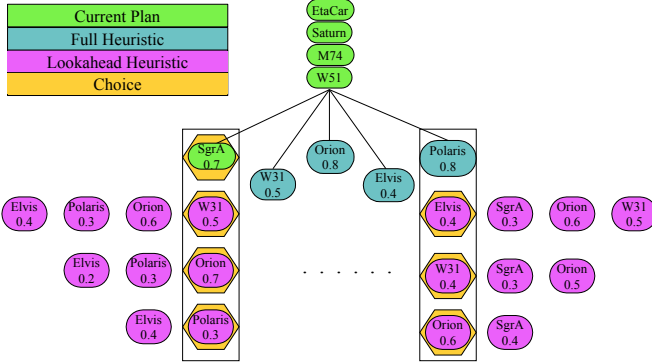 Current Plan
Full Heuristic
Lookahead Heuristic
Choice
EtaCar
Saturn
M74
W51
SgrA
0.7
W31
0.5
Orion
0.8
Elvis
0.4
Polaris
0.8
Elvis
0.4
Polaris
0.3
Orion
0.6
W31
0.5
Elvis
0.4
SgrA
0.3
Orion
0.6
W31
0.5
Elvis
0.2
Polaris
0.3
Orion
0.7
. . . . . .
W31
0.4
SgrA
0.3
Orion
0.5
Elvis
0.4
Polaris
0.3
Orion
0.6
SgrA
0.4